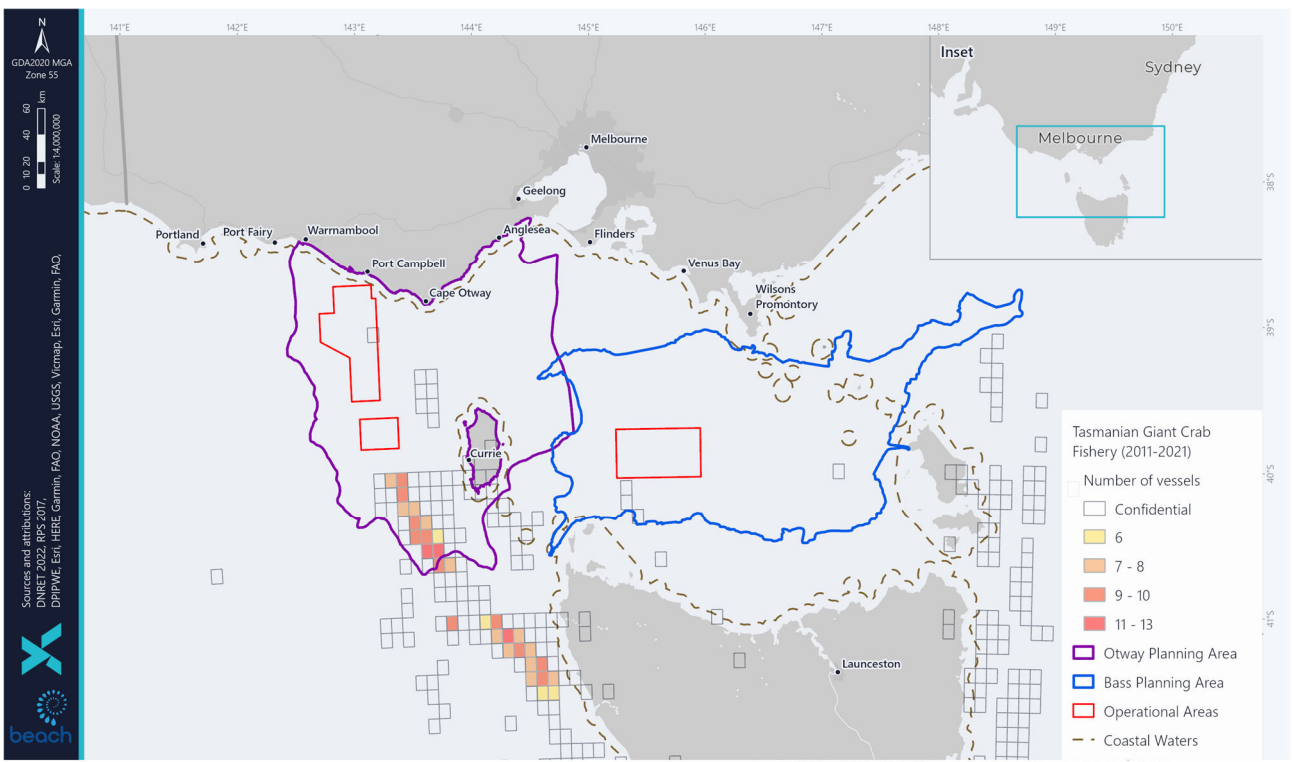 141°E
142°E
143°E
144°E
145°E
146°E
147°E
148°E
149°E
150°E
N
GDA2020 MGA
Zone 55
0 10 20 40 60 km
Scale: 1:4,000,000
Sources and attributions:
DNRET 2022, RPS 2017,
DPIPWE, Esri, HERE, Garmin, FAO, NOAA, USGS, Vicmap, Esri, Garmin, FAO,
beach
Inset
Sydney
Melbourne
38°S
39°S
40°S
41°S
Melbourne
Geelong
Portland
Port Fairy
Warrnambool
Anglesea
Flinders
Port Campbell
Venus Bay
Cape Otway
Wilsons
Promontory
Currie
Launceston
Tasmanian Giant Crab
Fishery (2011-2021)
Number of vessels
Confidential
6
7 - 8
9 - 10
11 - 13
Otway Planning Area
Bass Planning Area
Operational Areas
Coastal Waters